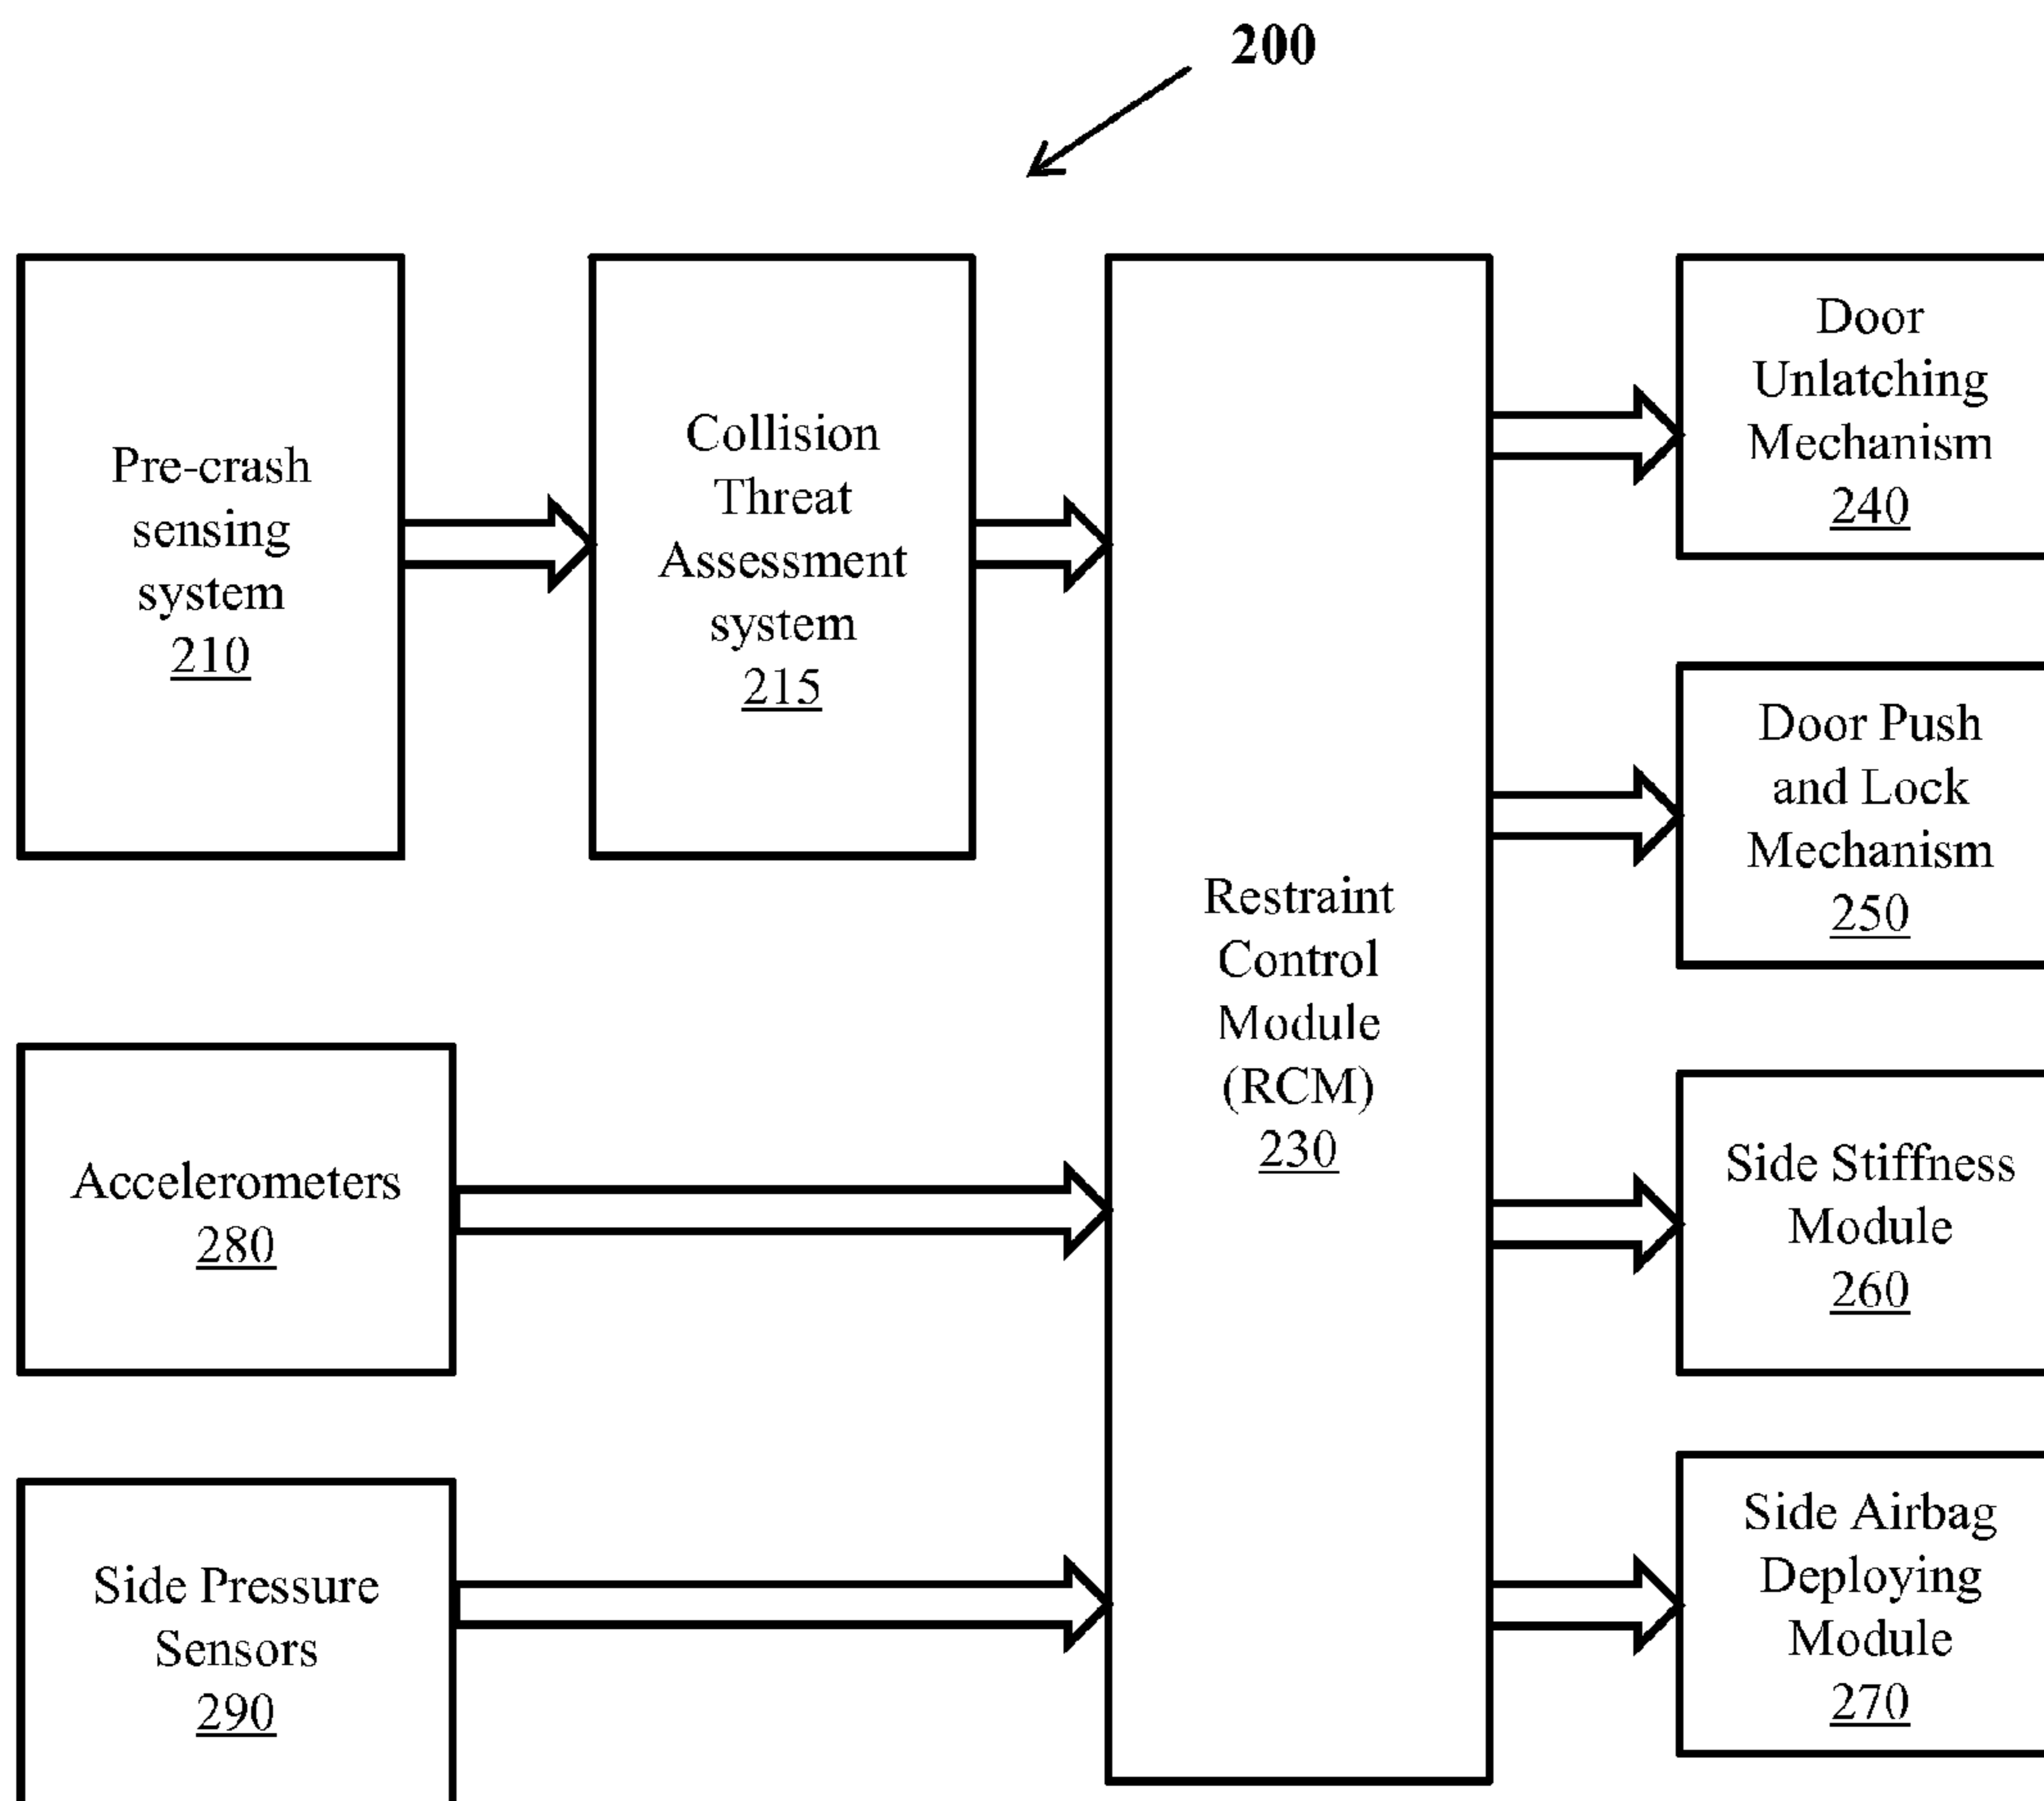 200
Pre-crash
sensing
system
210
Collision
Threat
Assessment
system
215
Restraint
Control
Module
(RCM)
230
Door
Unlatching
Mechanism
240
Door Push
and Lock
Mechanism
250
Side Stiffness
Module
260
Side Airbag
Deploying
Module
270
Accelerometers
280
Side Pressure
Sensors
290